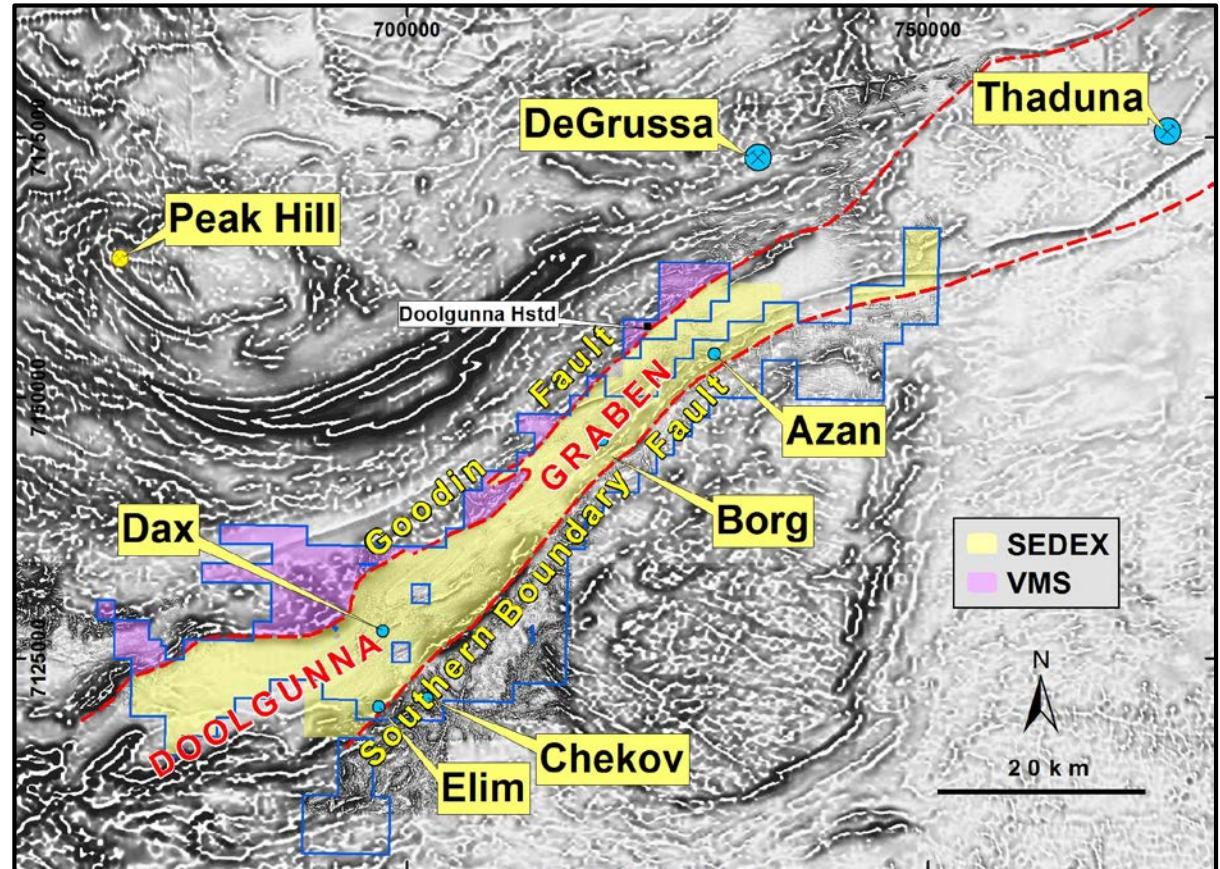 700000
750000
7175000
7150000
7125000
Thaduna
DeGrussa
Peak Hill
Doolgunna Hstd
Goodin Fault
DOOLGUNNA GRABEN
Southern Boundary Fault
Azan
Borg
Dax
Chekov
Elim
SEDEX
VMS
N
20 km